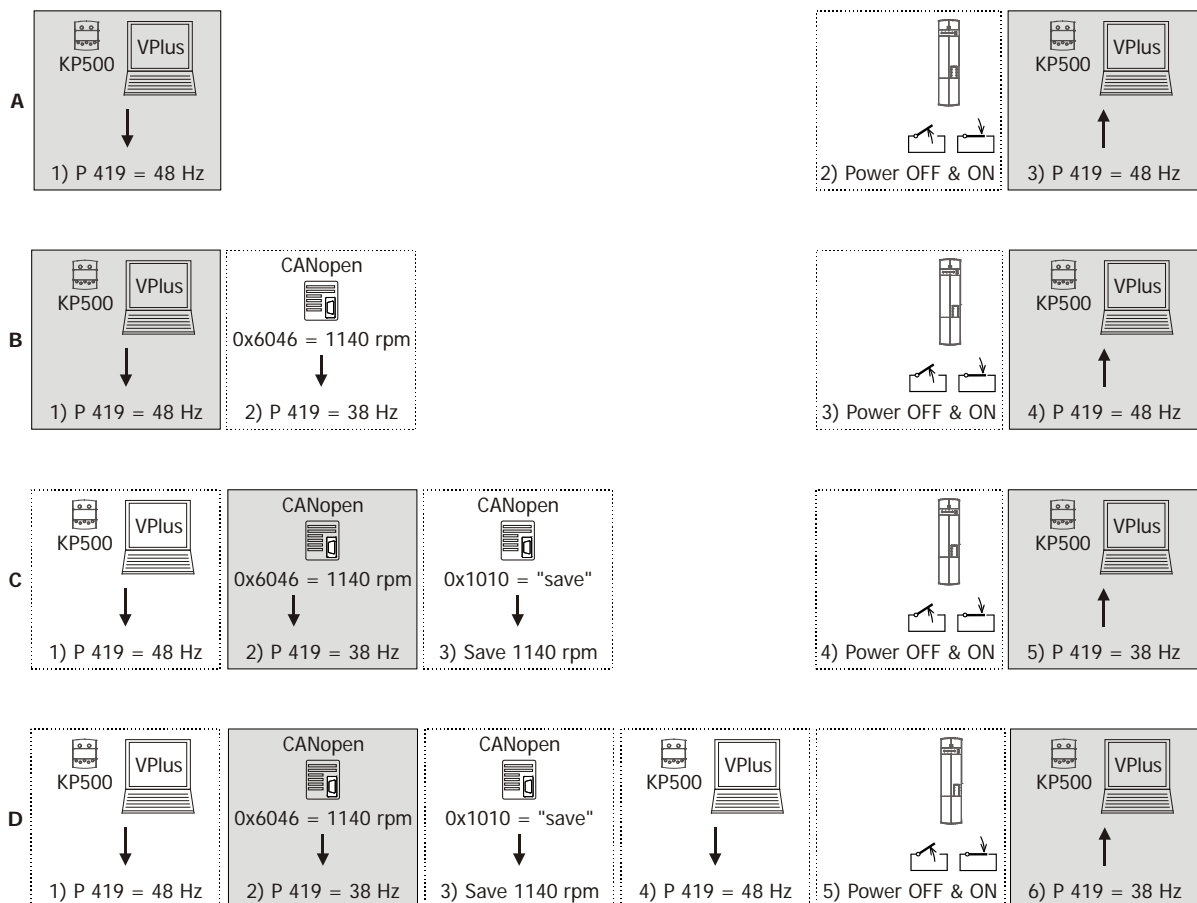 A
KP500
VPlus
1) P 419 = 48 Hz
2) Power OFF & ON
KP500
VPlus
3) P 419 = 48 Hz
B
KP500
VPlus
1) P 419 = 48 Hz
CANopen
0x6046 = 1140 rpm
2) P 419 = 38 Hz
3) Power OFF & ON
KP500
VPlus
4) P 419 = 48 Hz
C
KP500
VPlus
1) P 419 = 48 Hz
CANopen
0x6046 = 1140 rpm
2) P 419 = 38 Hz
CANopen
0x1010 = "save"
3) Save 1140 rpm
4) Power OFF & ON
KP500
VPlus
5) P 419 = 38 Hz
D
KP500
VPlus
1) P 419 = 48 Hz
CANopen
0x6046 = 1140 rpm
2) P 419 = 38 Hz
CANopen
0x1010 = "save"
3) Save 1140 rpm
KP500
VPlus
4) P 419 = 48 Hz
5) Power OFF & ON
KP500
VPlus
6) P 419 = 38 Hz